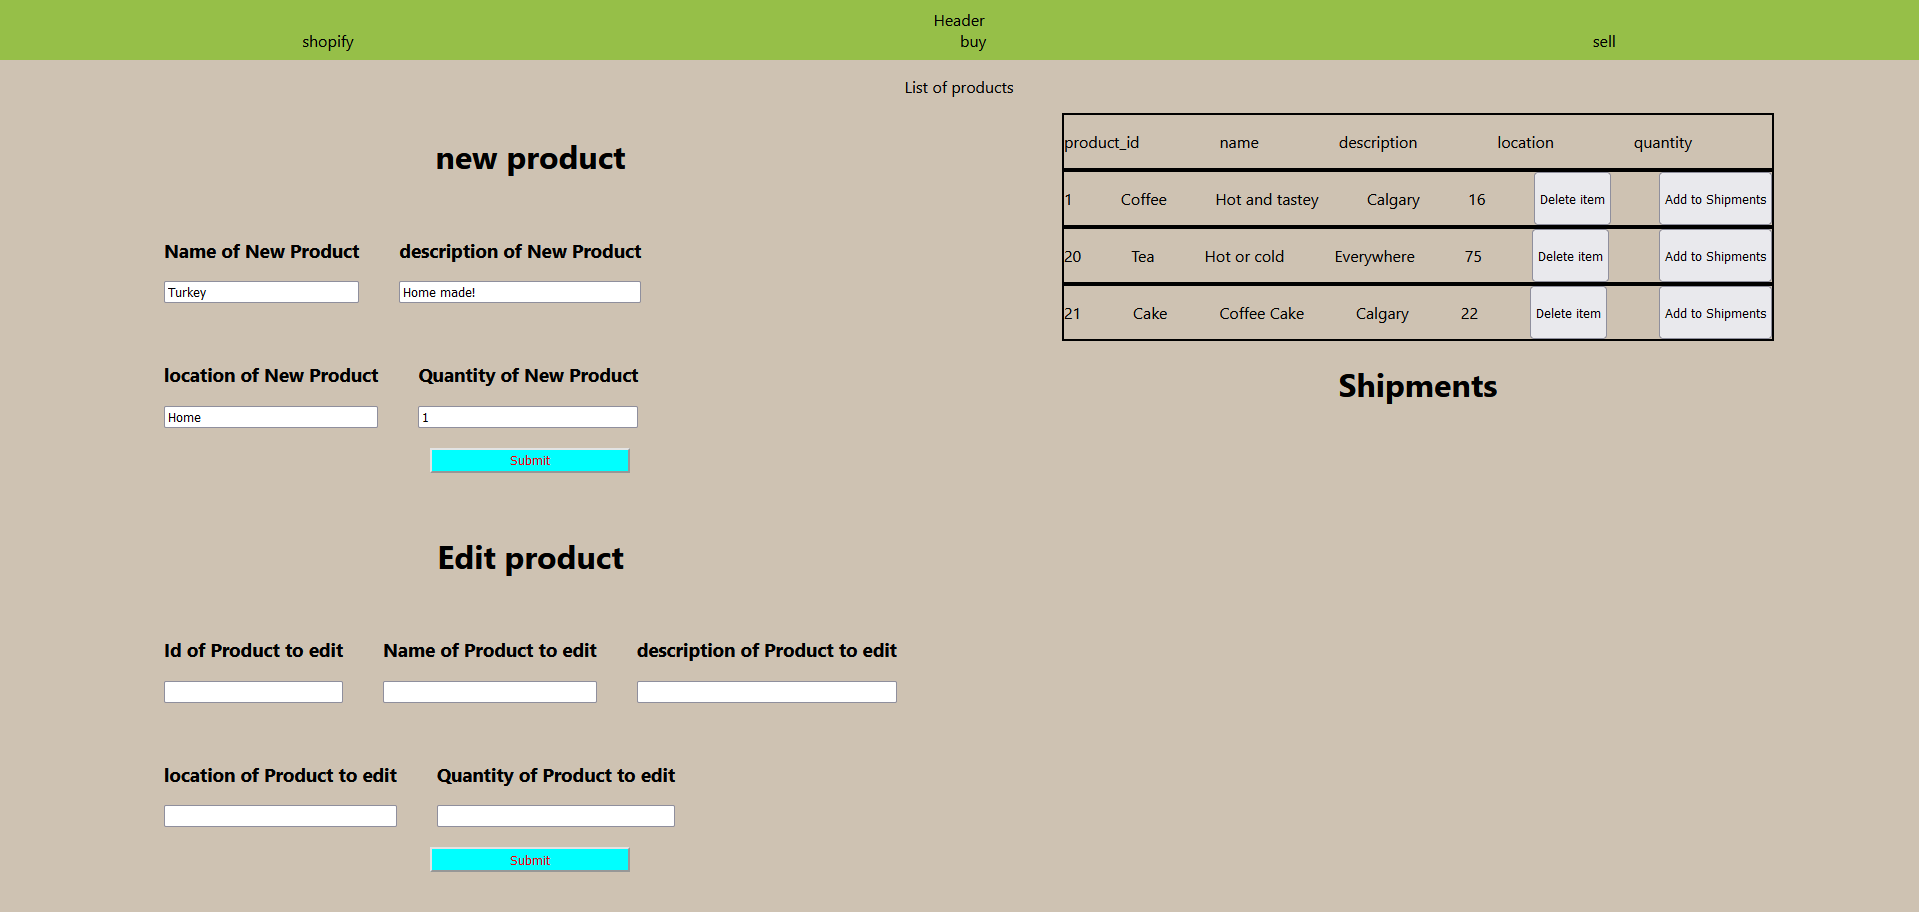 Header
shopify buy sell
List of products
new product
Name of New Product description of New Product
Turkey Home made!
location of New Product Quantity of New Product
Home 1
Submit
Edit product
Id of Product to edit Name of Product to edit description of Product to edit
location of Product to edit Quantity of Product to edit
Submit
product_id name description location quantity
1 Coffee Hot and tastey Calgary 16 Delete item Add to Shipments
20 Tea Hot or cold Everywhere 75 Delete item Add to Shipments
21 Cake Coffee Cake Calgary 22 Delete item Add to Shipments
Shipments